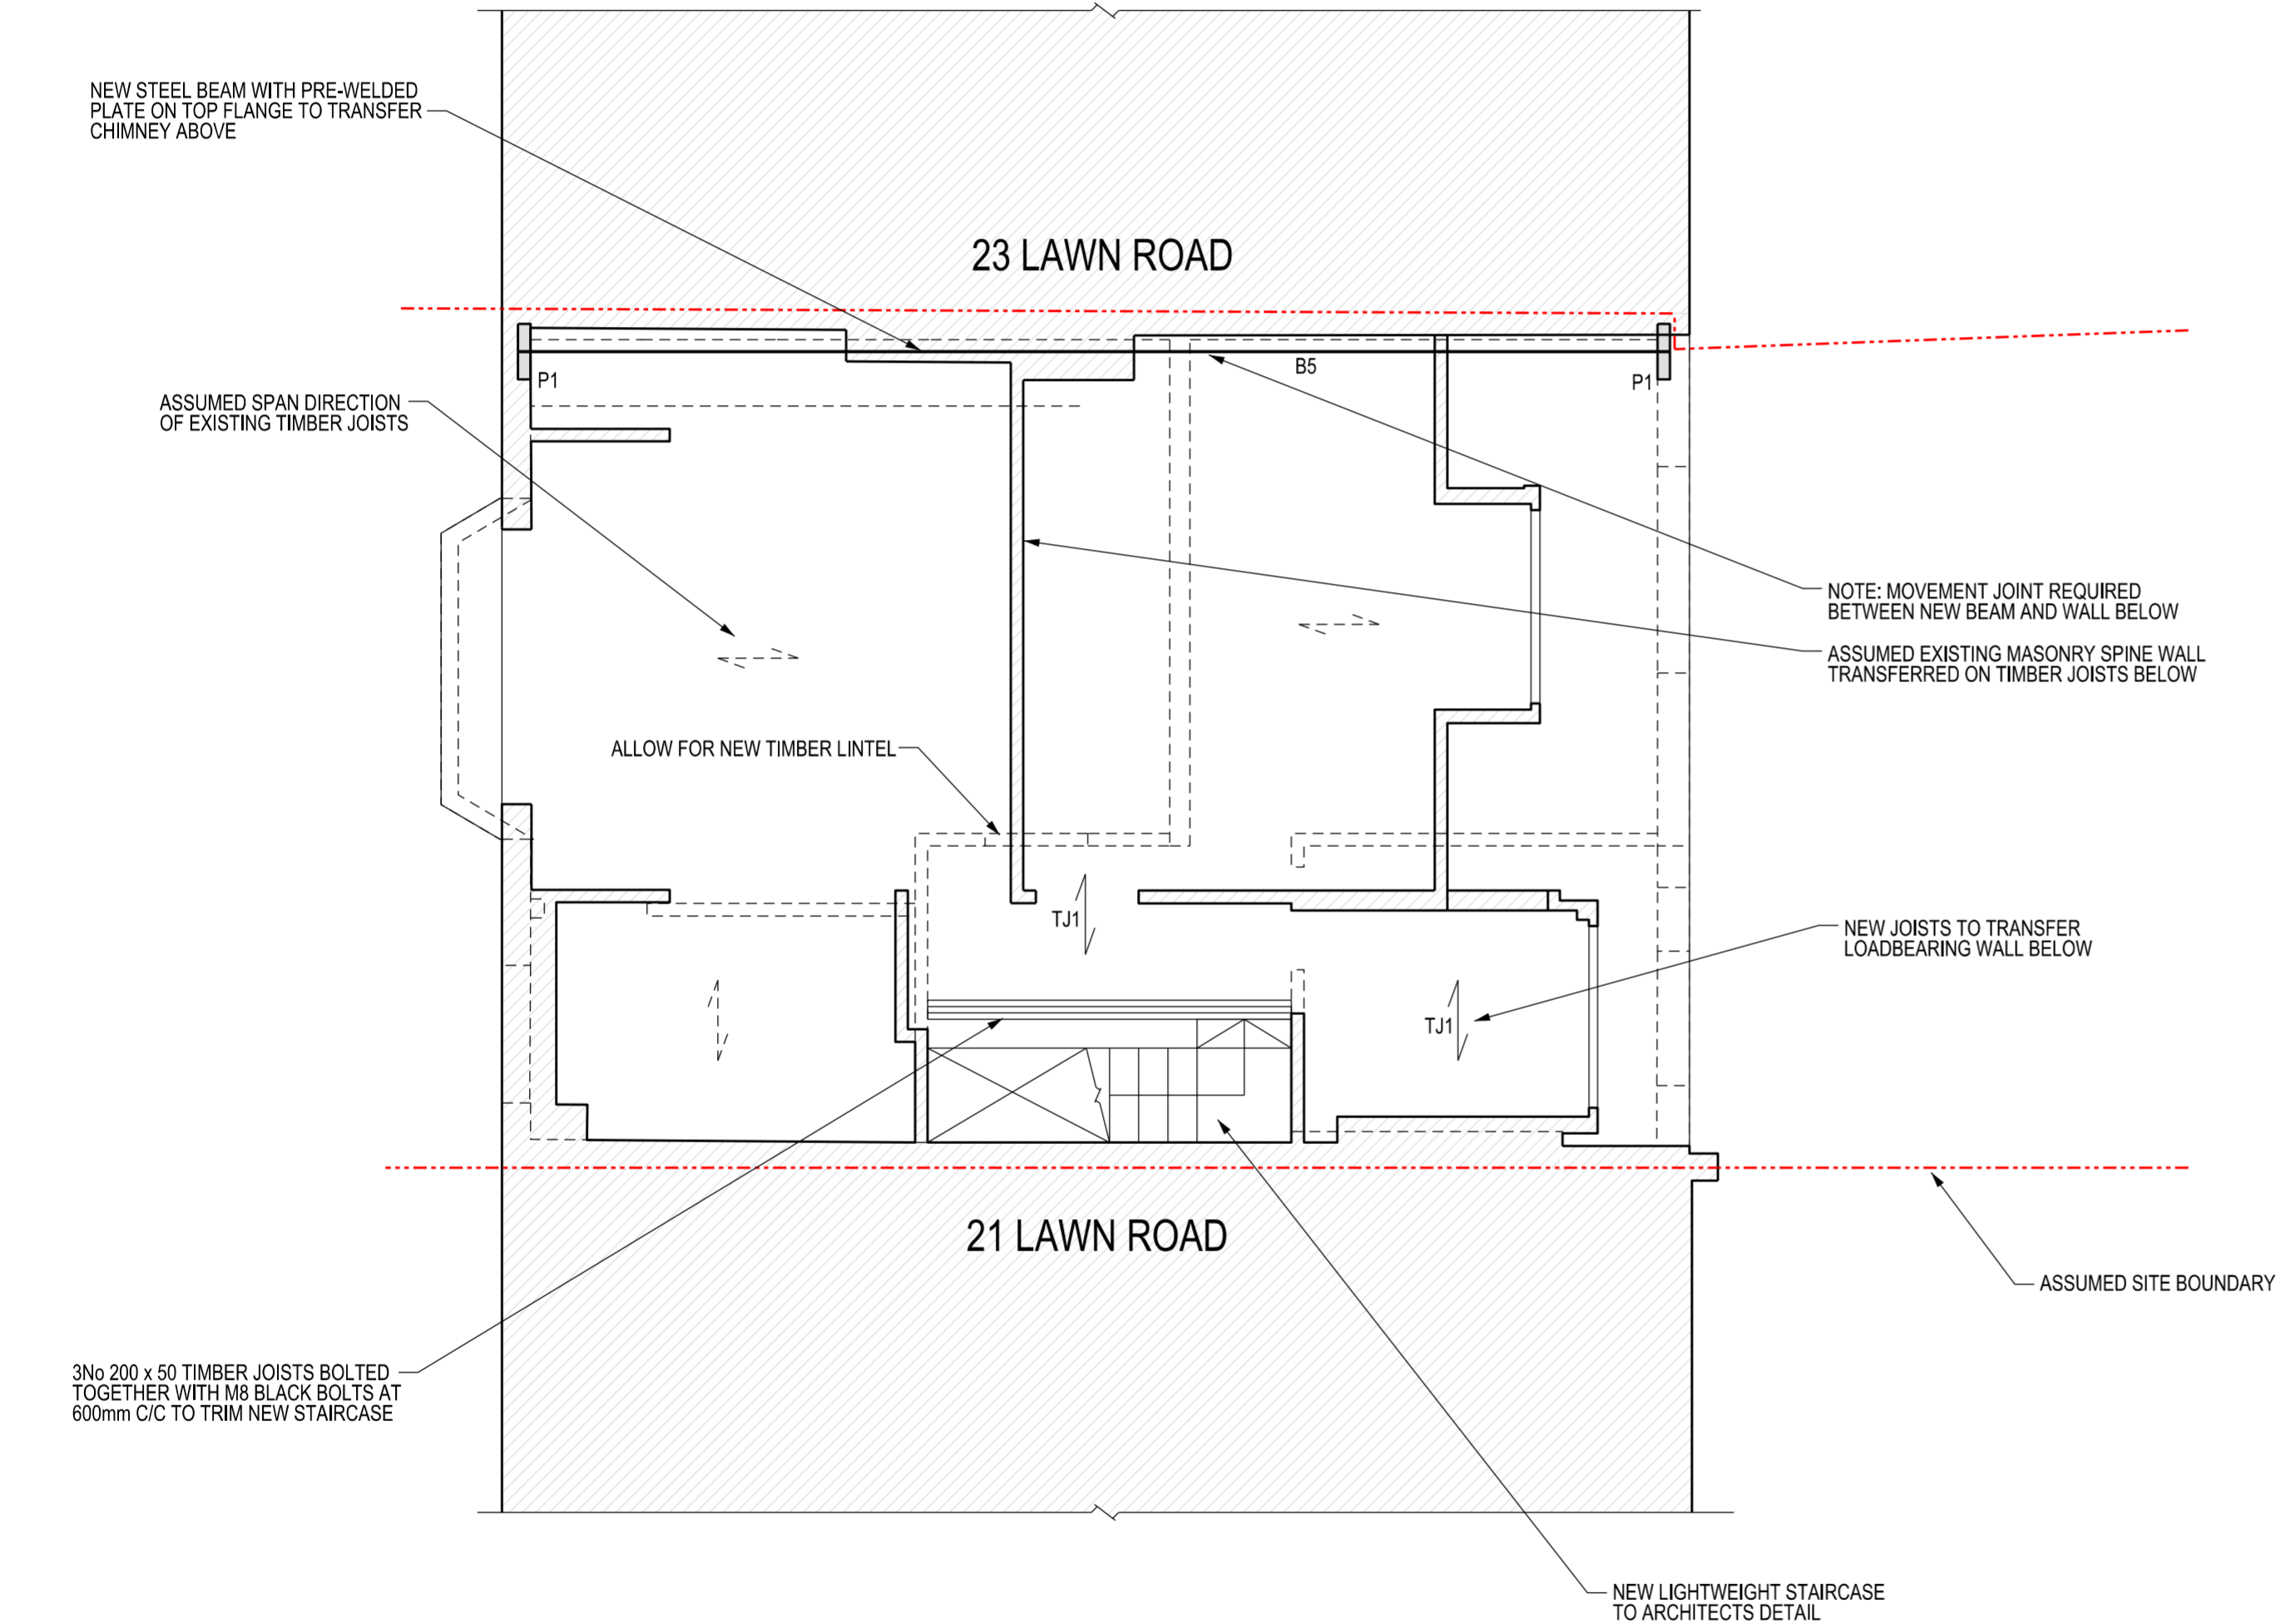 NEW STEEL BEAM WITH PRE-WELDED
PLATE ON TOP FLANGE TO TRANSFER
CHIMNEY ABOVE
23 LAWN ROAD
P1
B5
P1
ASSUMED SPAN DIRECTION
OF EXISTING TIMBER JOISTS
NOTE: MOVEMENT JOINT REQUIRED
BETWEEN NEW BEAM AND WALL BELOW
ASSUMED EXISTING MASONRY SPINE WALL
TRANSFERRED ON TIMBER JOISTS BELOW
ALLOW FOR NEW TIMBER LINTEL
TJ1
NEW JOISTS TO TRANSFER
LOADBEARING WALL BELOW
TJ1
21 LAWN ROAD
ASSUMED SITE BOUNDARY
3No 200 x 50 TIMBER JOISTS BOLTED
TOGETHER WITH M8 BLACK BOLTS AT
600mm C/C TO TRIM NEW STAIRCASE
NEW LIGHTWEIGHT STAIRCASE
TO ARCHITECTS DETAIL